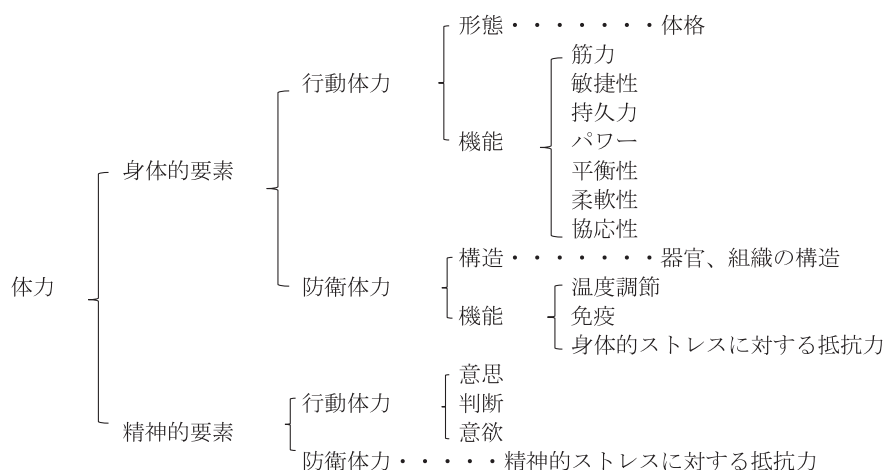 形態・・・・・・・体格
筋力
行動体力
敏捷性
持久力
機能
パワー
身体的要素
平衡性
柔軟性
協応性
構造・・・・・・・器官、組織の構造
体力
防衛体力
温度調節
機能
免疫
身体的ストレスに対する抵抗力
意思
行動体力
判断
精神的要素
意欲
防衛体力・・・・・精神的ストレスに対する抵抗力